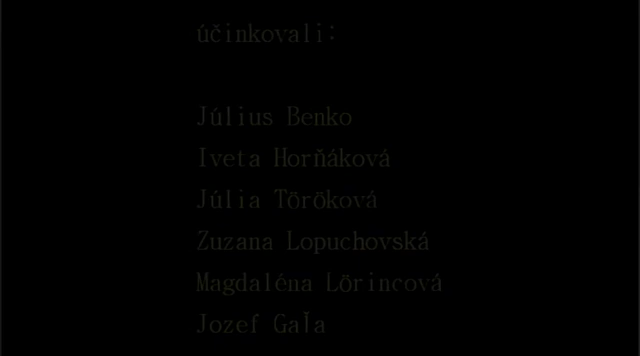 účinkovali:
Július Benko
Iveta Horňáková
Júlia Töröková
Zuzana Lopuchovská
Magdaléna Lörincová
Jozef Gaľa